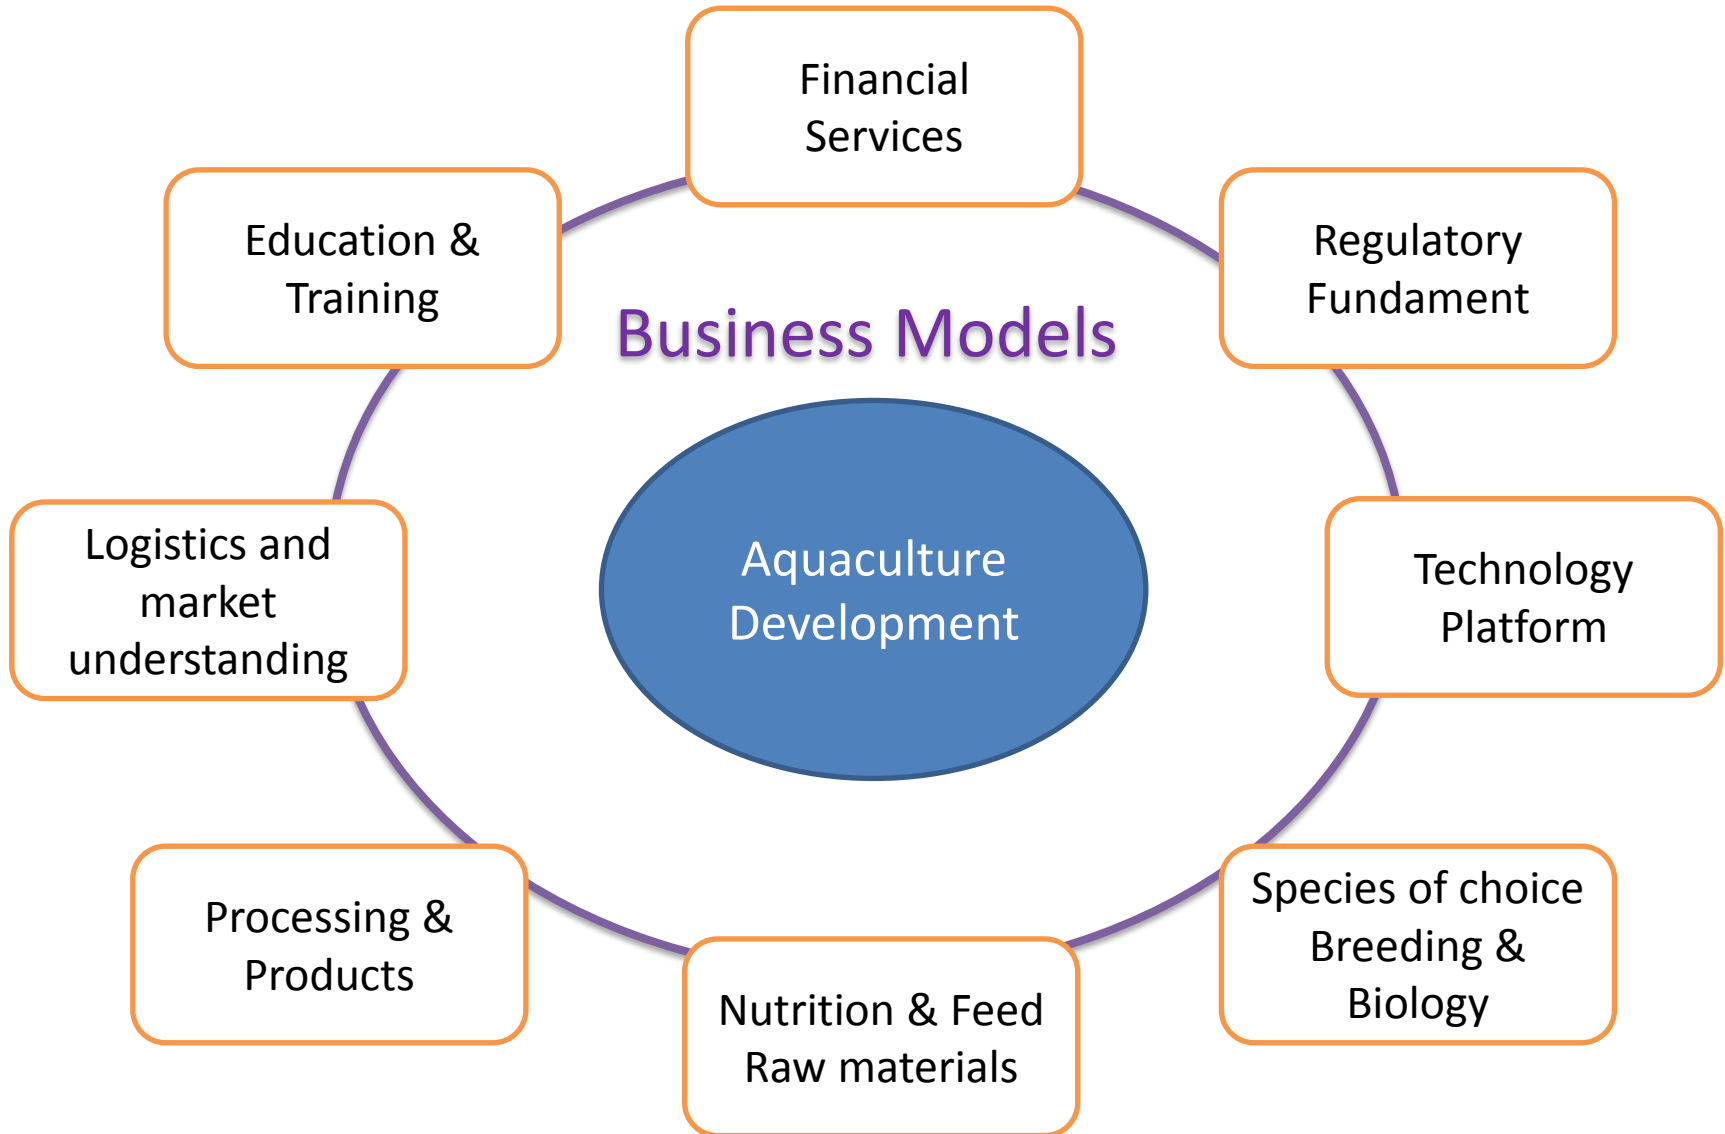 Financial
Services
Education &
Training
Regulatory
Fundament
Business Models
Logistics and
market
understanding
Aquaculture
Development
Technology
Platform
Processing &
Products
Species of choice
Breeding &
Biology
Nutrition & Feed
Raw materials